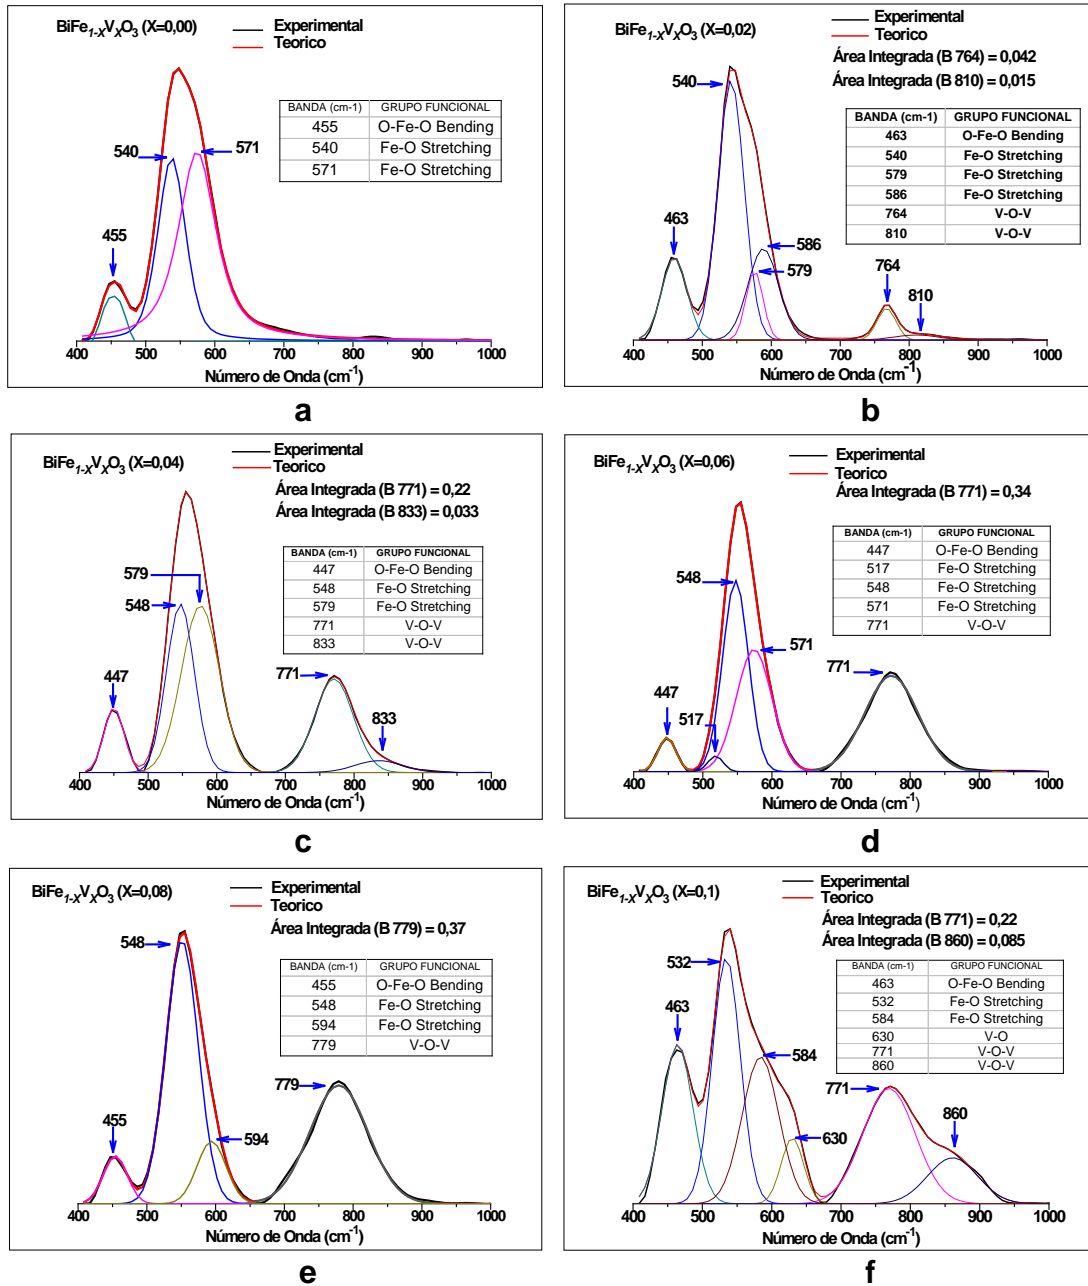 BiFe1-XVXO3 (X=0,00)
Experimental
Teorico
BANDA (cm-1) GRUPO FUNCIONAL
455 O-Fe-O Bending
540 Fe-O Stretching
571 Fe-O Stretching
540
571
455
400 500 600 700 800 900 1000
Número de Onda (cm-1)
a
BiFe1-XVXO3 (X=0,02)
Experimental
Teorico
Área Integrada (B 764) = 0,042
Área Integrada (B 810) = 0,015
BANDA (cm-1) GRUPO FUNCIONAL
463 O-Fe-O Bending
540 Fe-O Stretching
579 Fe-O Stretching
586 Fe-O Stretching
764 V-O-V
810 V-O-V
540
463
586
579
764
810
400 500 600 700 800 900 1000
Número de Onda (cm-1)
b
BiFe1-XVXO3 (X=0,04)
Experimental
Teorico
Área Integrada (B 771) = 0,22
Área Integrada (B 833) = 0,033
BANDA (cm-1) GRUPO FUNCIONAL
447 O-Fe-O Bending
548 Fe-O Stretching
579 Fe-O Stretching
771 V-O-V
833 V-O-V
579
548
447
771
833
400 500 600 700 800 900 1000
Número de Onda (cm-1)
c
BiFe1-XVXO3 (X=0,06)
Experimental
Teorico
Área Integrada (B 771) = 0,34
BANDA (cm-1) GRUPO FUNCIONAL
447 O-Fe-O Bending
517 Fe-O Stretching
548 Fe-O Stretching
571 Fe-O Stretching
771 V-O-V
548
571
771
447
517
400 500 600 700 800 900 1000
Número de Onda (cm-1)
d
BiFe1-XVXO3 (X=0,08)
Experimental
Teorico
Área Integrada (B 779) = 0,37
BANDA (cm-1) GRUPO FUNCIONAL
455 O-Fe-O Bending
548 Fe-O Stretching
594 Fe-O Stretching
779 V-O-V
548
779
455
594
400 500 600 700 800 900 1000
Número de Onda (cm-1)
e
BiFe1-XVXO3 (X=0,1)
Experimental
Teorico
Área Integrada (B 771) = 0,22
Área Integrada (B 860) = 0,085
BANDA (cm-1) GRUPO FUNCIONAL
463 O-Fe-O Bending
532 Fe-O Stretching
584 Fe-O Stretching
630 V-O
771 V-O-V
860 V-O-V
532
463
584
771
860
630
400 500 600 700 800 900 1000
Número de Onda (cm-1)
f